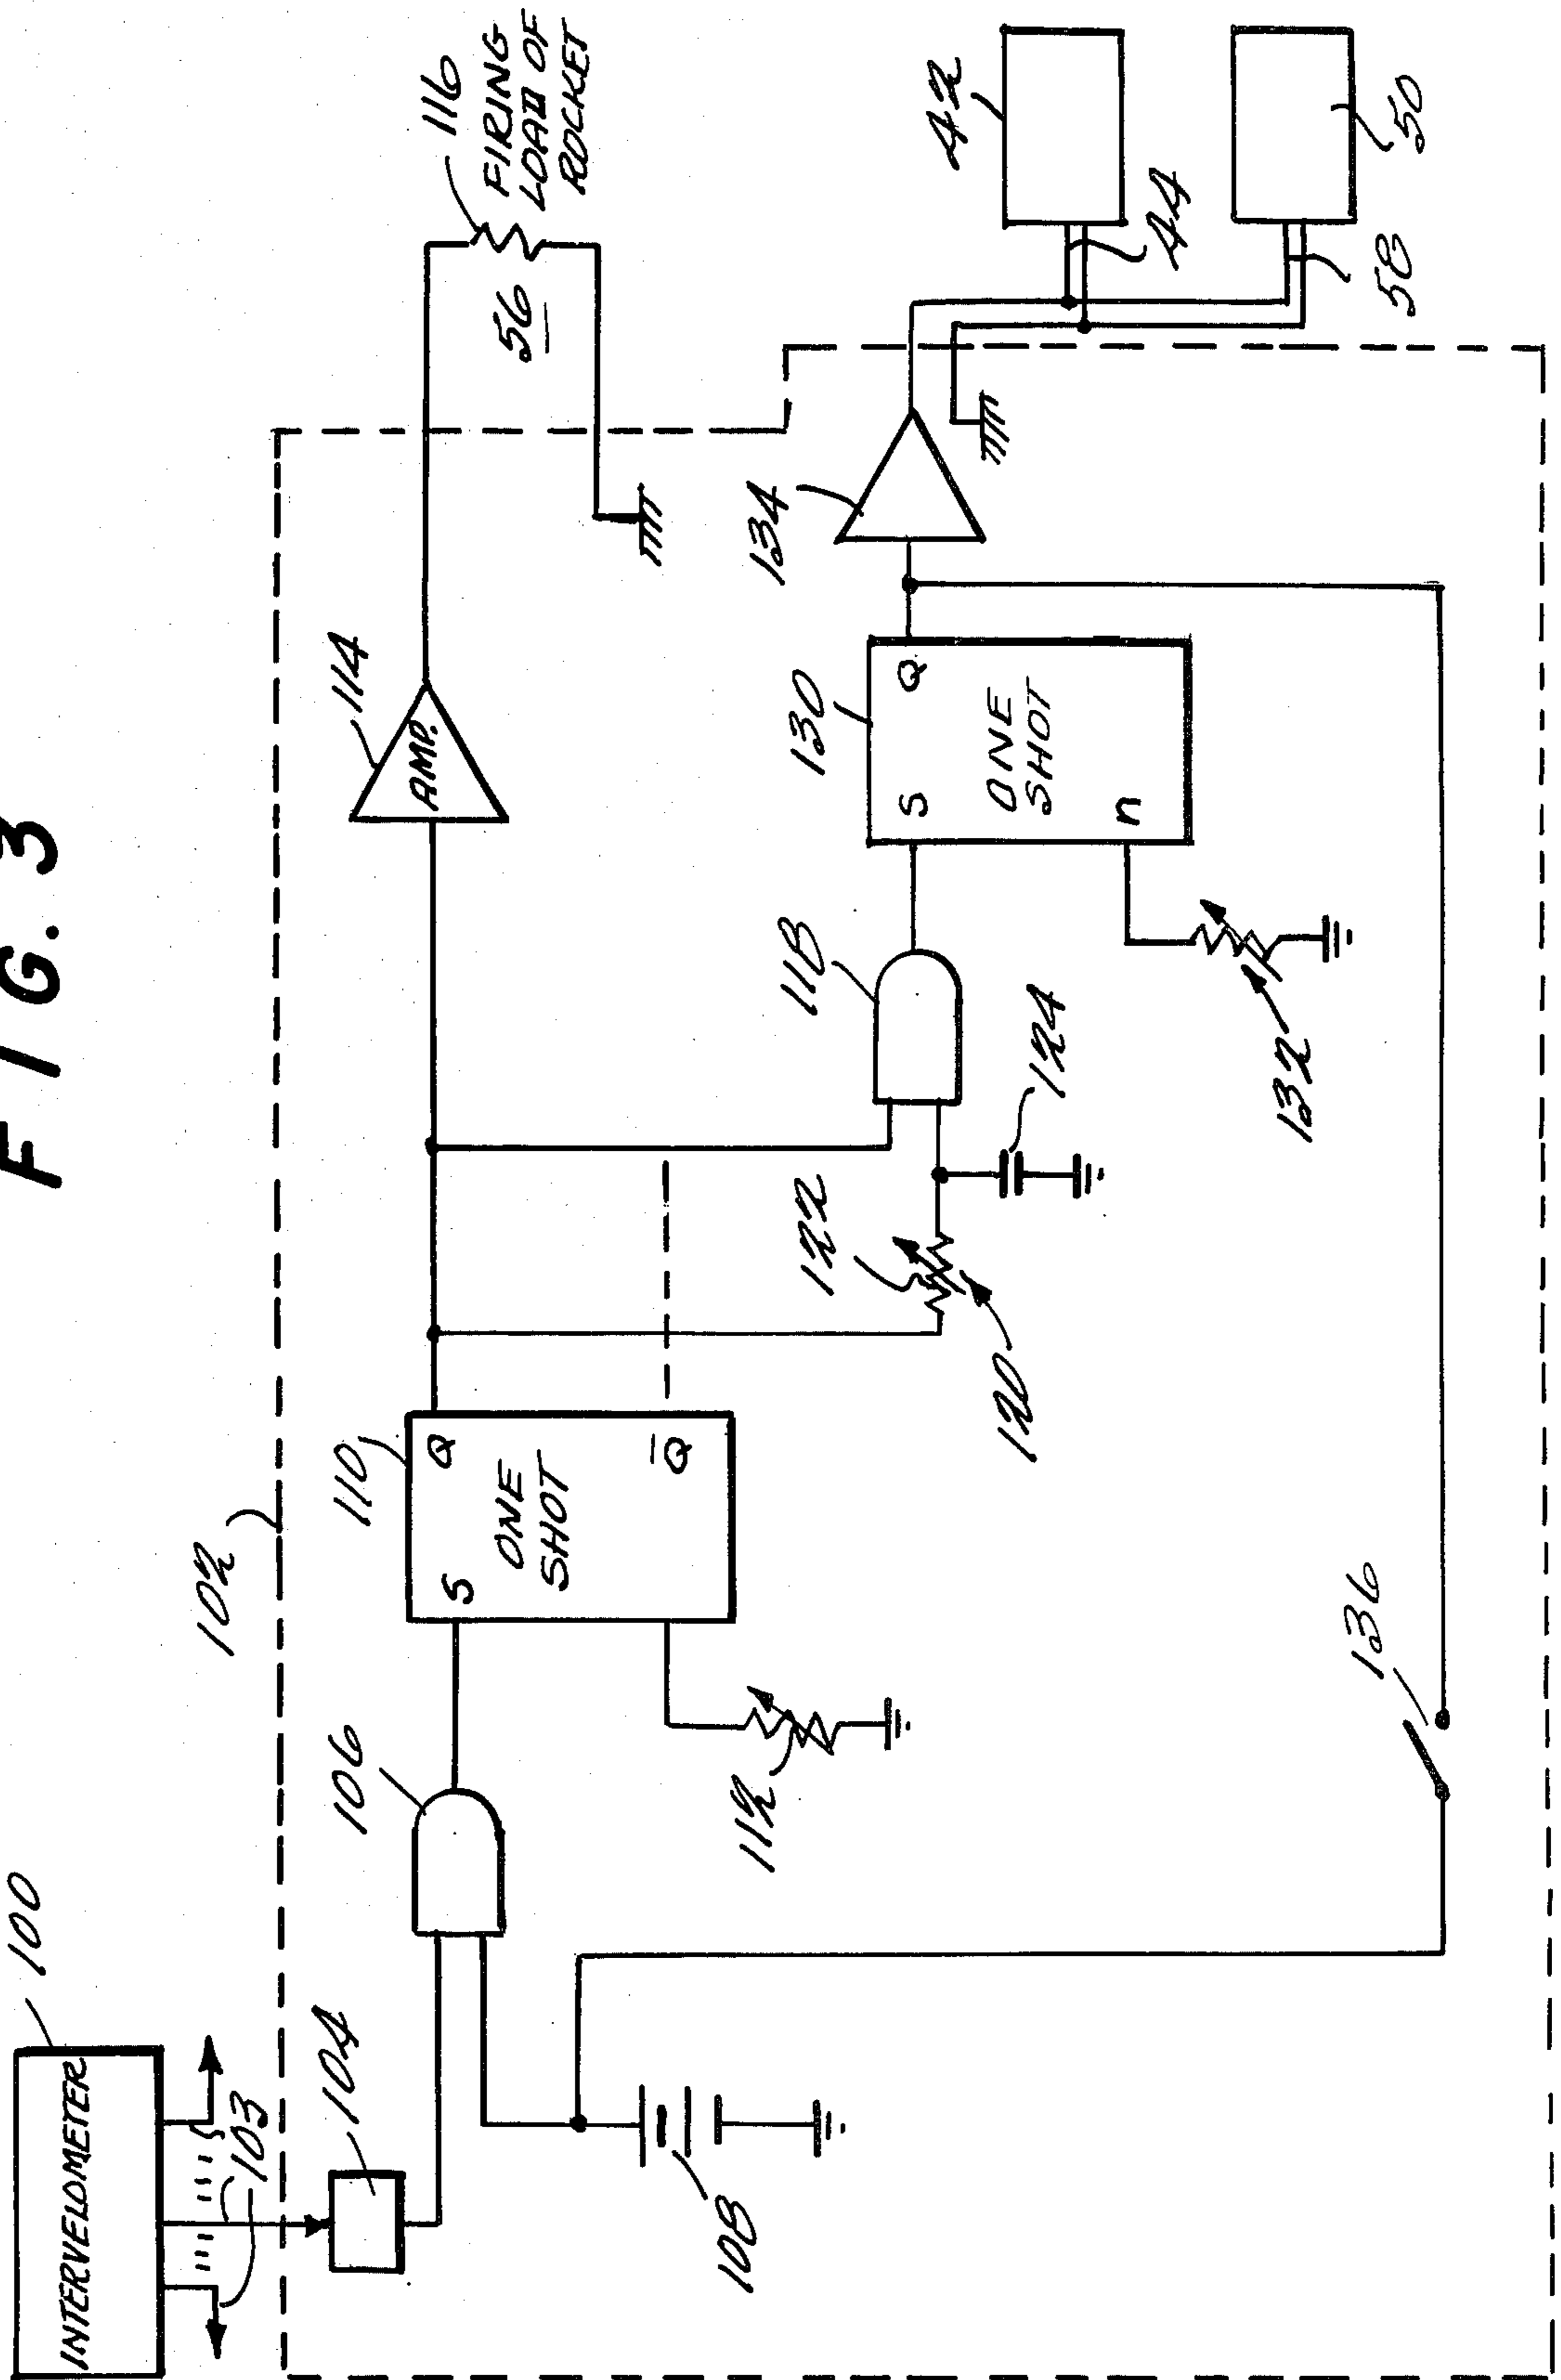 FIG. 3
100
INTERVELOMETER
103
102
104
106
108
110
S
Q
ONE
SHOT
Q̅
112
114
AMP.
116
FIRING
LOAD OF
ROCKET
56
118
120
122
124
130
S
Q
ONE
SHOT
n
132
134
136
42
44
50
58